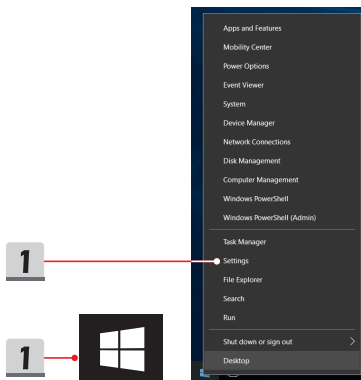 Apps and Features
Mobility Center
Power Options
Event Viewer
System
Device Manager
Network Connections
Disk Management
Computer Management
Windows PowerShell
Windows PowerShell (Admin)
Task Manager
1
Settings
File Explorer
Search
Run
Shut down or sign out
1
Desktop